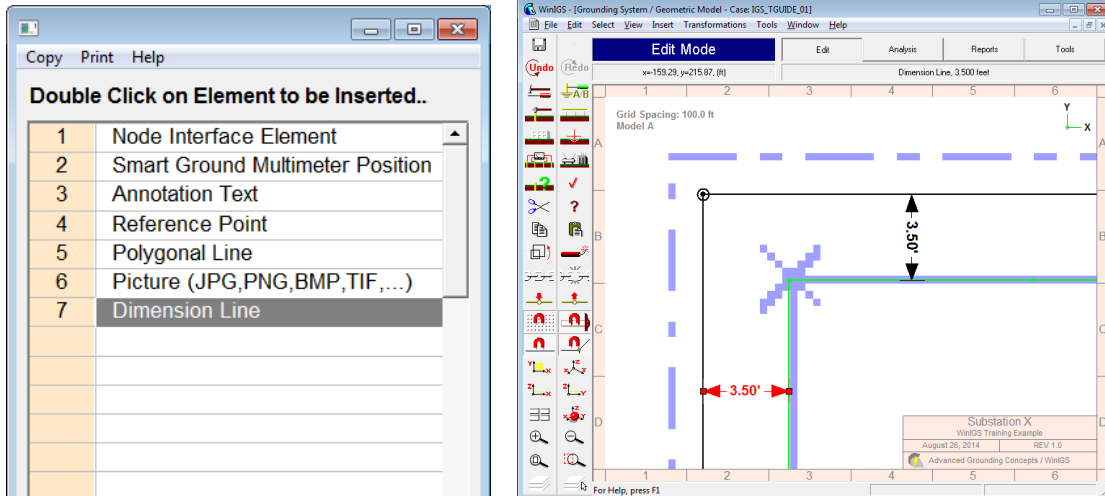 Copy Print Help
Double Click on Element to be Inserted..
1 Node Interface Element
2 Smart Ground Multimeter Position
3 Annotation Text
4 Reference Point
5 Polygonal Line
6 Picture (JPG,PNG,BMP,TIF,...)
7 Dimension Line
WinIGS - [Grounding System / Geometric Model - Case: IGS_TGUIDE_01]
File Edit Select View Insert Transformations Tools Window Help
Edit Mode Edit Analysis Reports Tools
x=-159.29, y=215.87, (ft) Dimension Line, 3.500 feet
Undo Redo
A/B
1 2 3 4 5 6
Grid Spacing: 100.0 ft
Model A
Y
X
A A
3.50'
B B
C C
3.50'
D D
Substation X
WinIGS Training Example
August 26, 2014 REV 1.0
Advanced Grounding Concepts / WinIGS
1 2 3 4 5 6
For Help, press F1